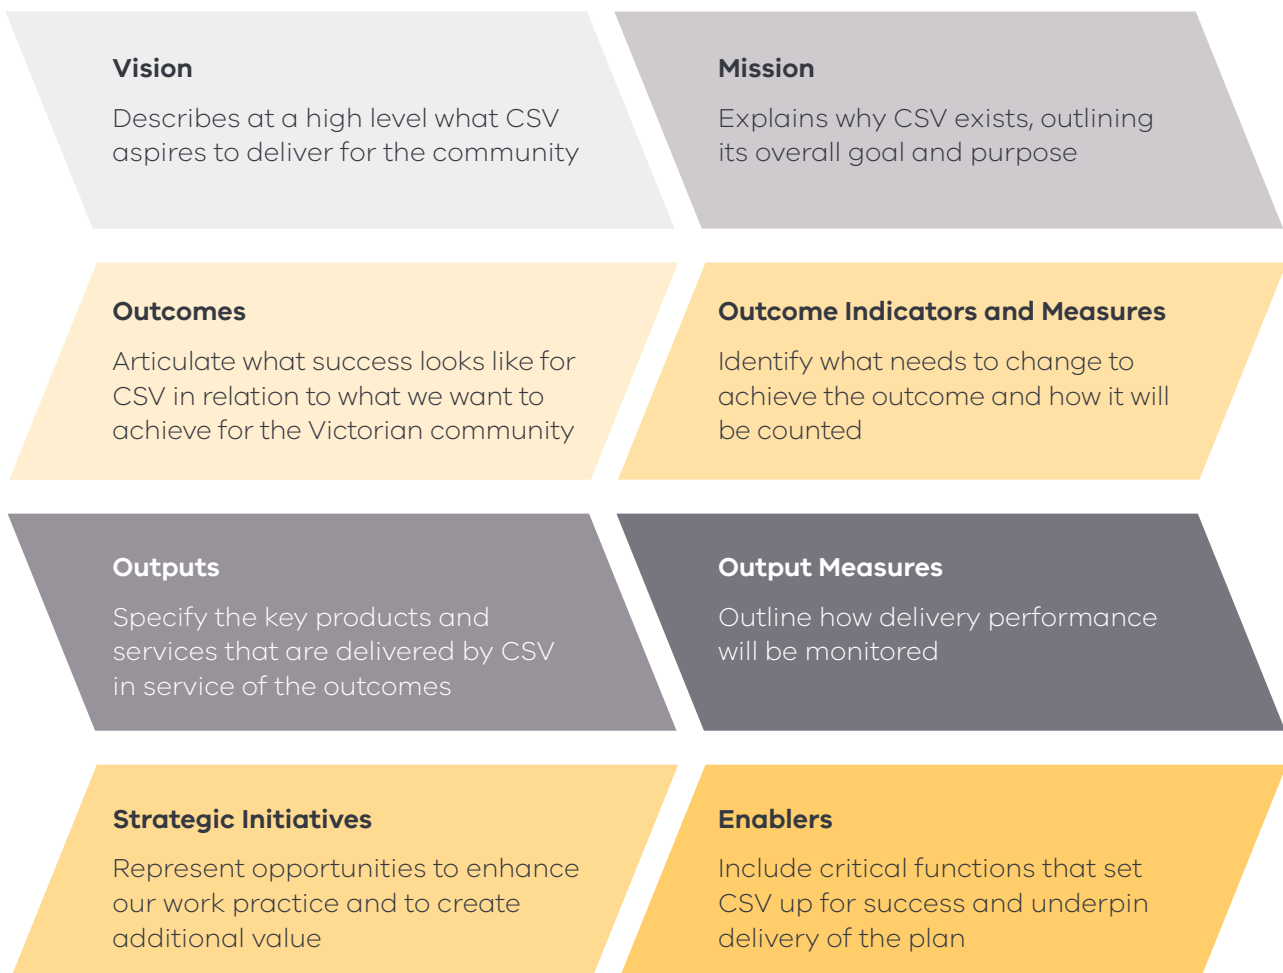 Vision
Describes at a high level what CSV
aspires to deliver for the community
Mission
Explains why CSV exists, outlining
its overall goal and purpose
Outcomes
Articulate what success looks like for
CSV in relation to what we want to
achieve for the Victorian community
Outcome Indicators and Measures
Identify what needs to change to
achieve the outcome and how it will
be counted
Outputs
Specify the key products and
services that are delivered by CSV
in service of the outcomes
Output Measures
Outline how delivery performance
will be monitored
Strategic Initiatives
Represent opportunities to enhance
our work practice and to create
additional value
Enablers
Include critical functions that set
CSV up for success and underpin
delivery of the plan